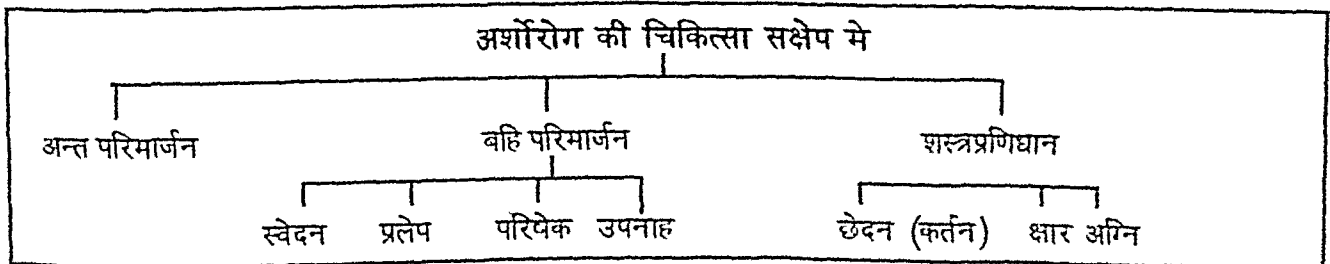 अर्शोरोग की चिकित्सा सक्षेप मे
अन्त परिमार्जन बहि परिमार्जन शस्त्रप्रणिधान
स्वेदन प्रलेप परिषेक उपनाह छेदन (कर्तन) क्षार अग्नि